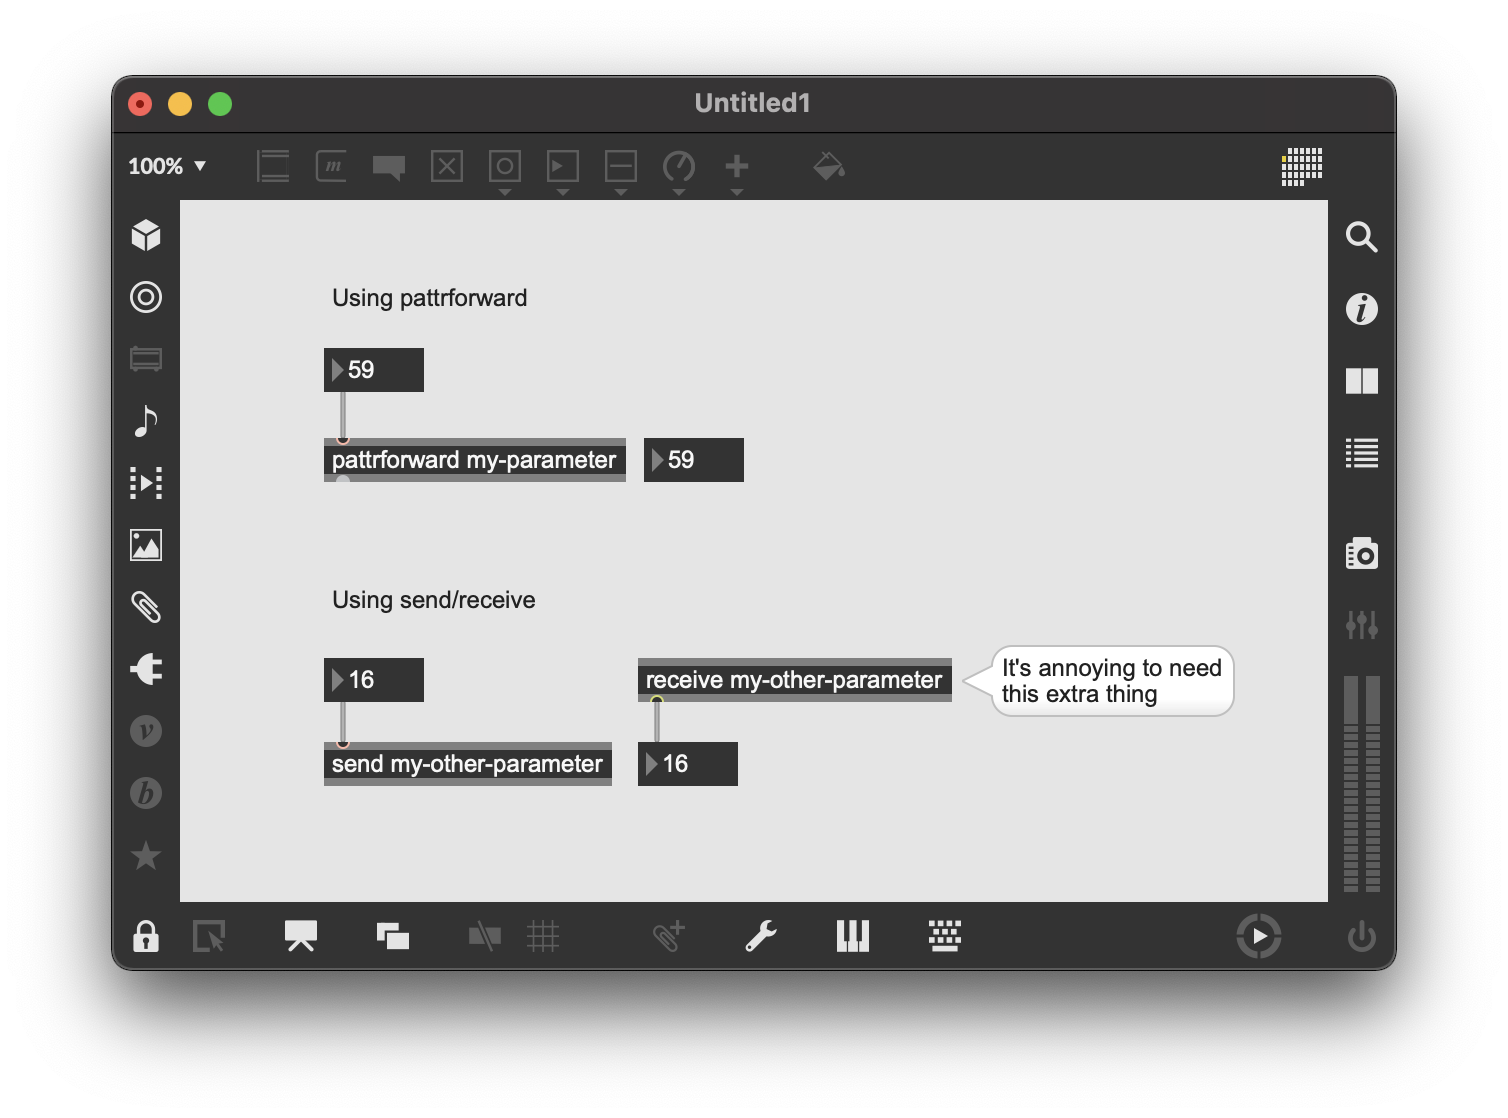 Untitled1
100%
Using pattrforward
59
pattrforward my-parameter
59
Using send/receive
16
receive my-other-parameter
It's annoying to need
this extra thing
send my-other-parameter
16